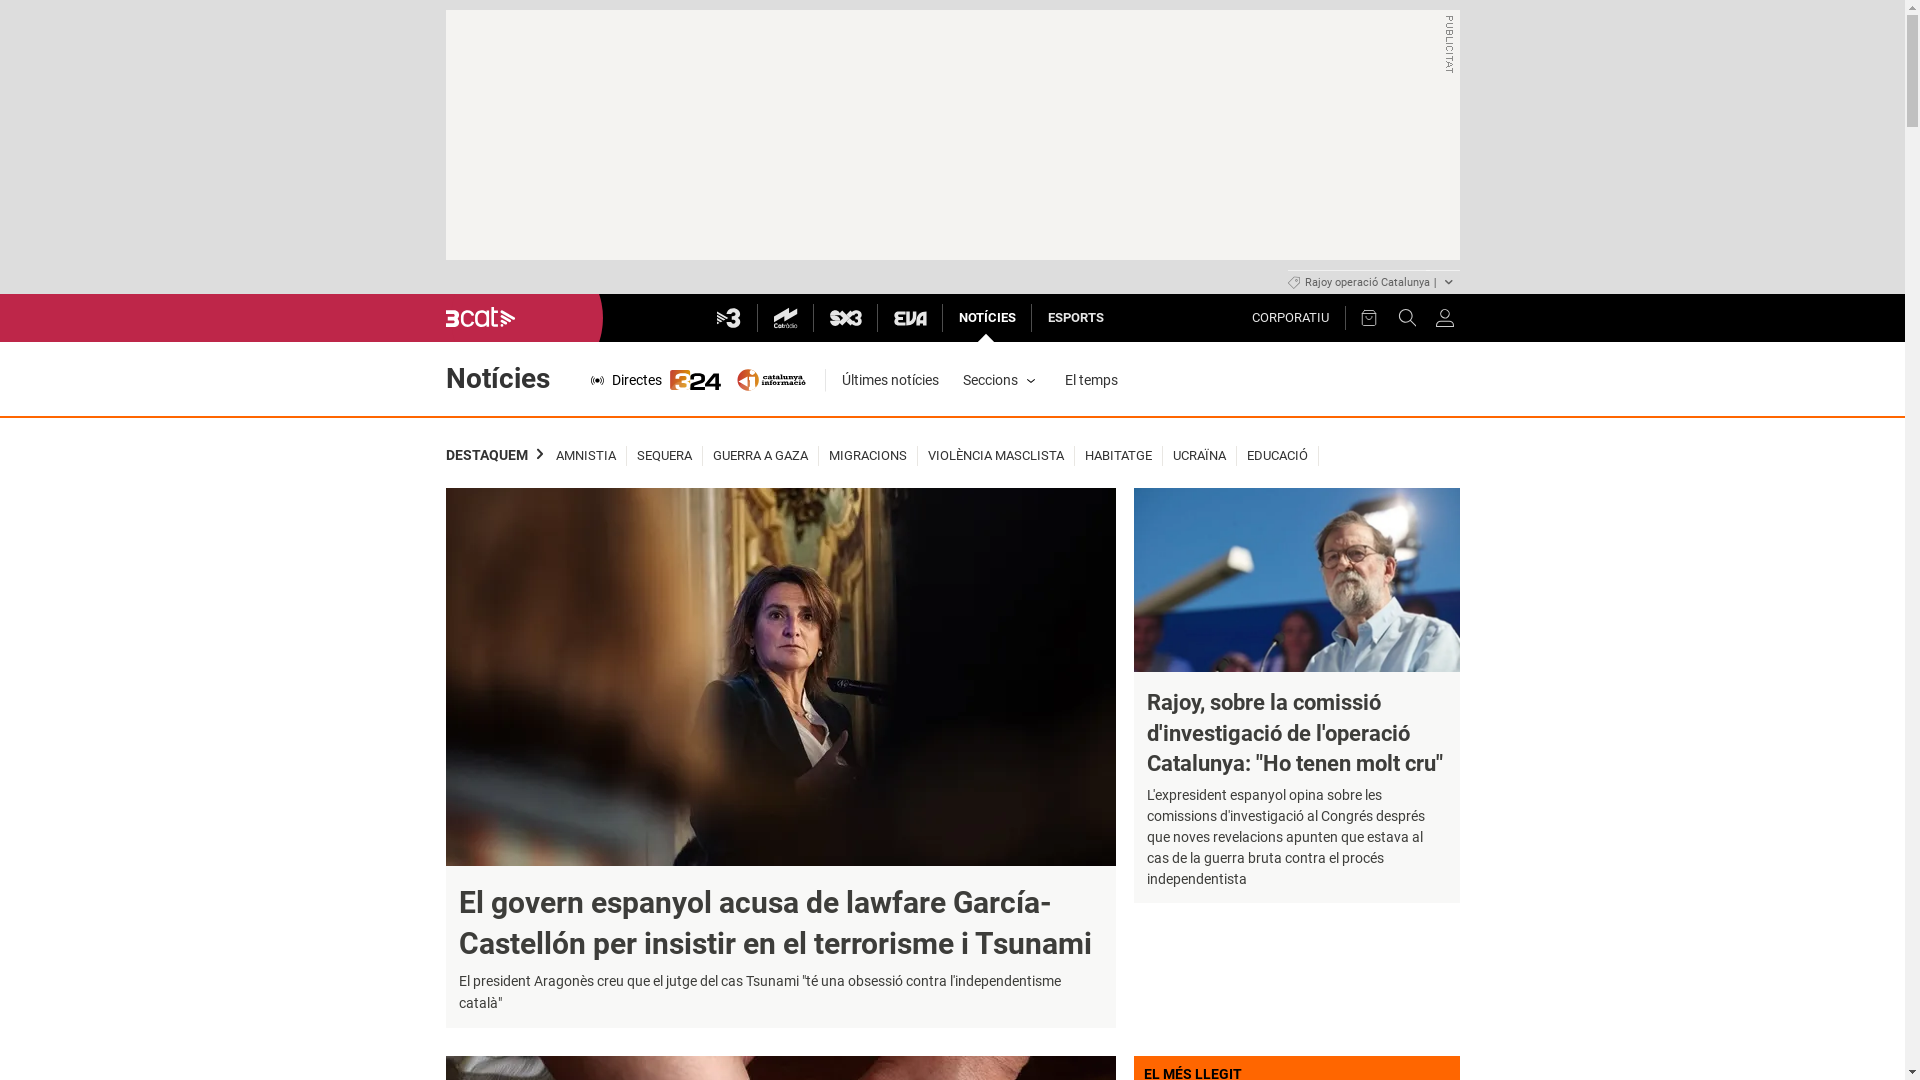 PUBLICITAT
Rajoy operació Catalunya |
3cat
3
Catràdio
SX3
EVA
NOTÍCIES
ESPORTS
CORPORATIU
Notícies
Directes
324
catalunya
informació
Últimes notícies
Seccions
El temps
DESTAQUEM
AMNISTIA
SEQUERA
GUERRA A GAZA
MIGRACIONS
VIOLÈNCIA MASCLISTA
HABITATGE
UCRAÏNA
EDUCACIÓ
El govern espanyol acusa de lawfare García-
Castellón per insistir en el terrorisme i Tsunami
El president Aragonès creu que el jutge del cas Tsunami "té una obsessió contra l'independentisme
català"
Rajoy, sobre la comissió
d'investigació de l'operació
Catalunya: "Ho tenen molt cru"
L'expresident espanyol opina sobre les
comissions d'investigació al Congrés després
que noves revelacions apunten que estava al
cas de la guerra bruta contra el procés
independentista
EL MÉS LLEGIT